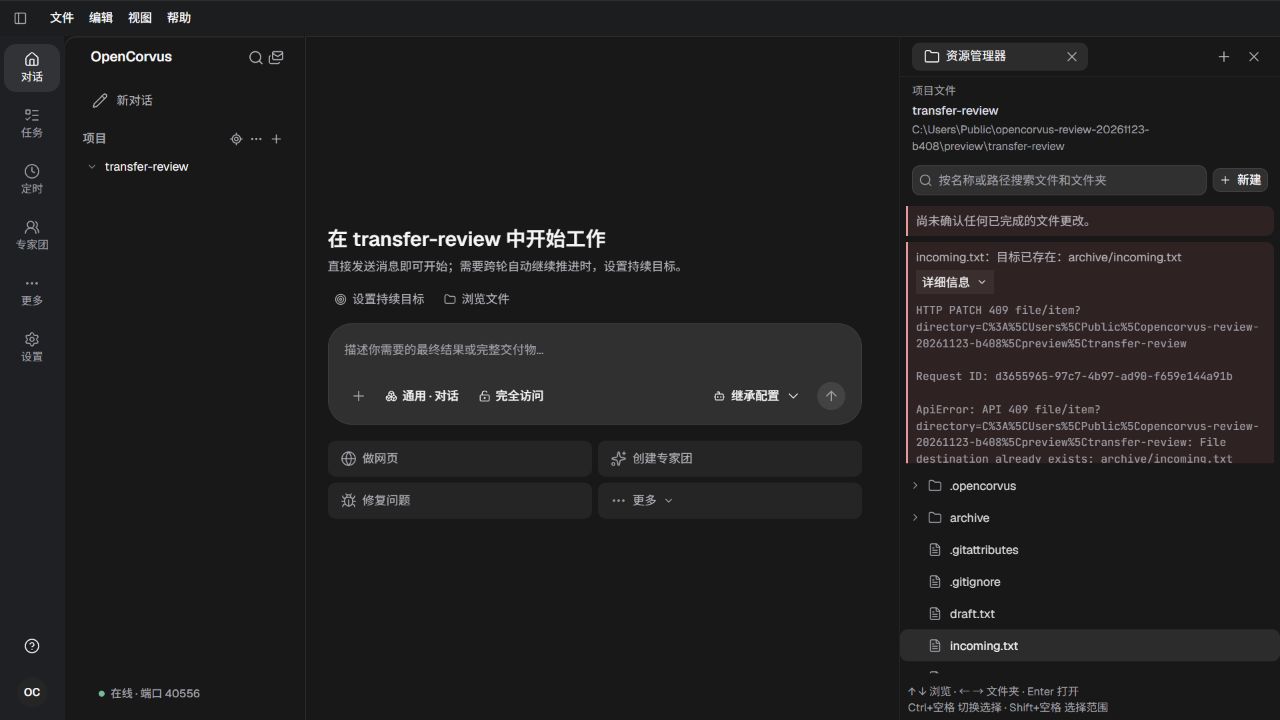 文件 编辑 视图 帮助
对话
任务
定时
专家团
更多
设置
OC
OpenCorvus
新对话
项目
transfer-review
在线 · 端口 40556
在 transfer-review 中开始工作
直接发送消息即可开始；需要跨轮自动继续推进时，设置持续目标。
设置持续目标 浏览文件
描述你需要的最终结果或完整交付物...
通用 · 对话 完全访问 继承配置
做网页 创建专家团
修复问题 更多
资源管理器
项目文件
transfer-review
C:\Users\Public\opencorvus-review-20261123-
b408\preview\transfer-review
按名称或路径搜索文件和文件夹 新建
尚未确认任何已完成的文件更改。
incoming.txt：目标已存在：archive/incoming.txt
详细信息
HTTP PATCH 409 file/item?
directory=C%3A%5CUsers%5CPublic%5Copencorvus-review-
20261123-b408%5Cpreview%5Ctransfer-review
Request ID: d3655965-97c7-4b97-ad90-f659e144a91b
ApiError: API 409 file/item?
directory=C%3A%5CUsers%5CPublic%5Copencorvus-review-
20261123-b408%5Cpreview%5Ctransfer-review: File
destination already exists: archive/incoming.txt
.opencorvus
archive
.gitattributes
.gitignore
draft.txt
incoming.txt
↑↓ 浏览 · ←→ 文件夹 · Enter 打开
Ctrl+空格 切换选择 · Shift+空格 选择范围